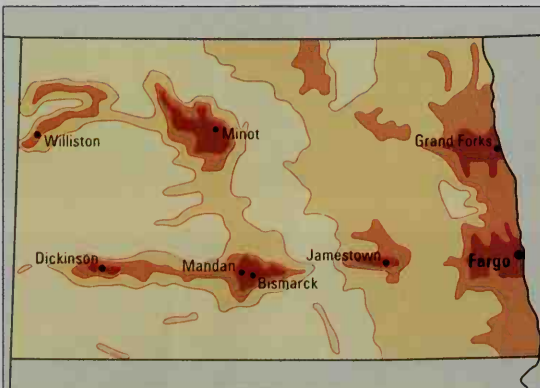 Williston
Minot
Grand Forks
Dickinson
Mandan
Bismarck
Jamestown
Fargo